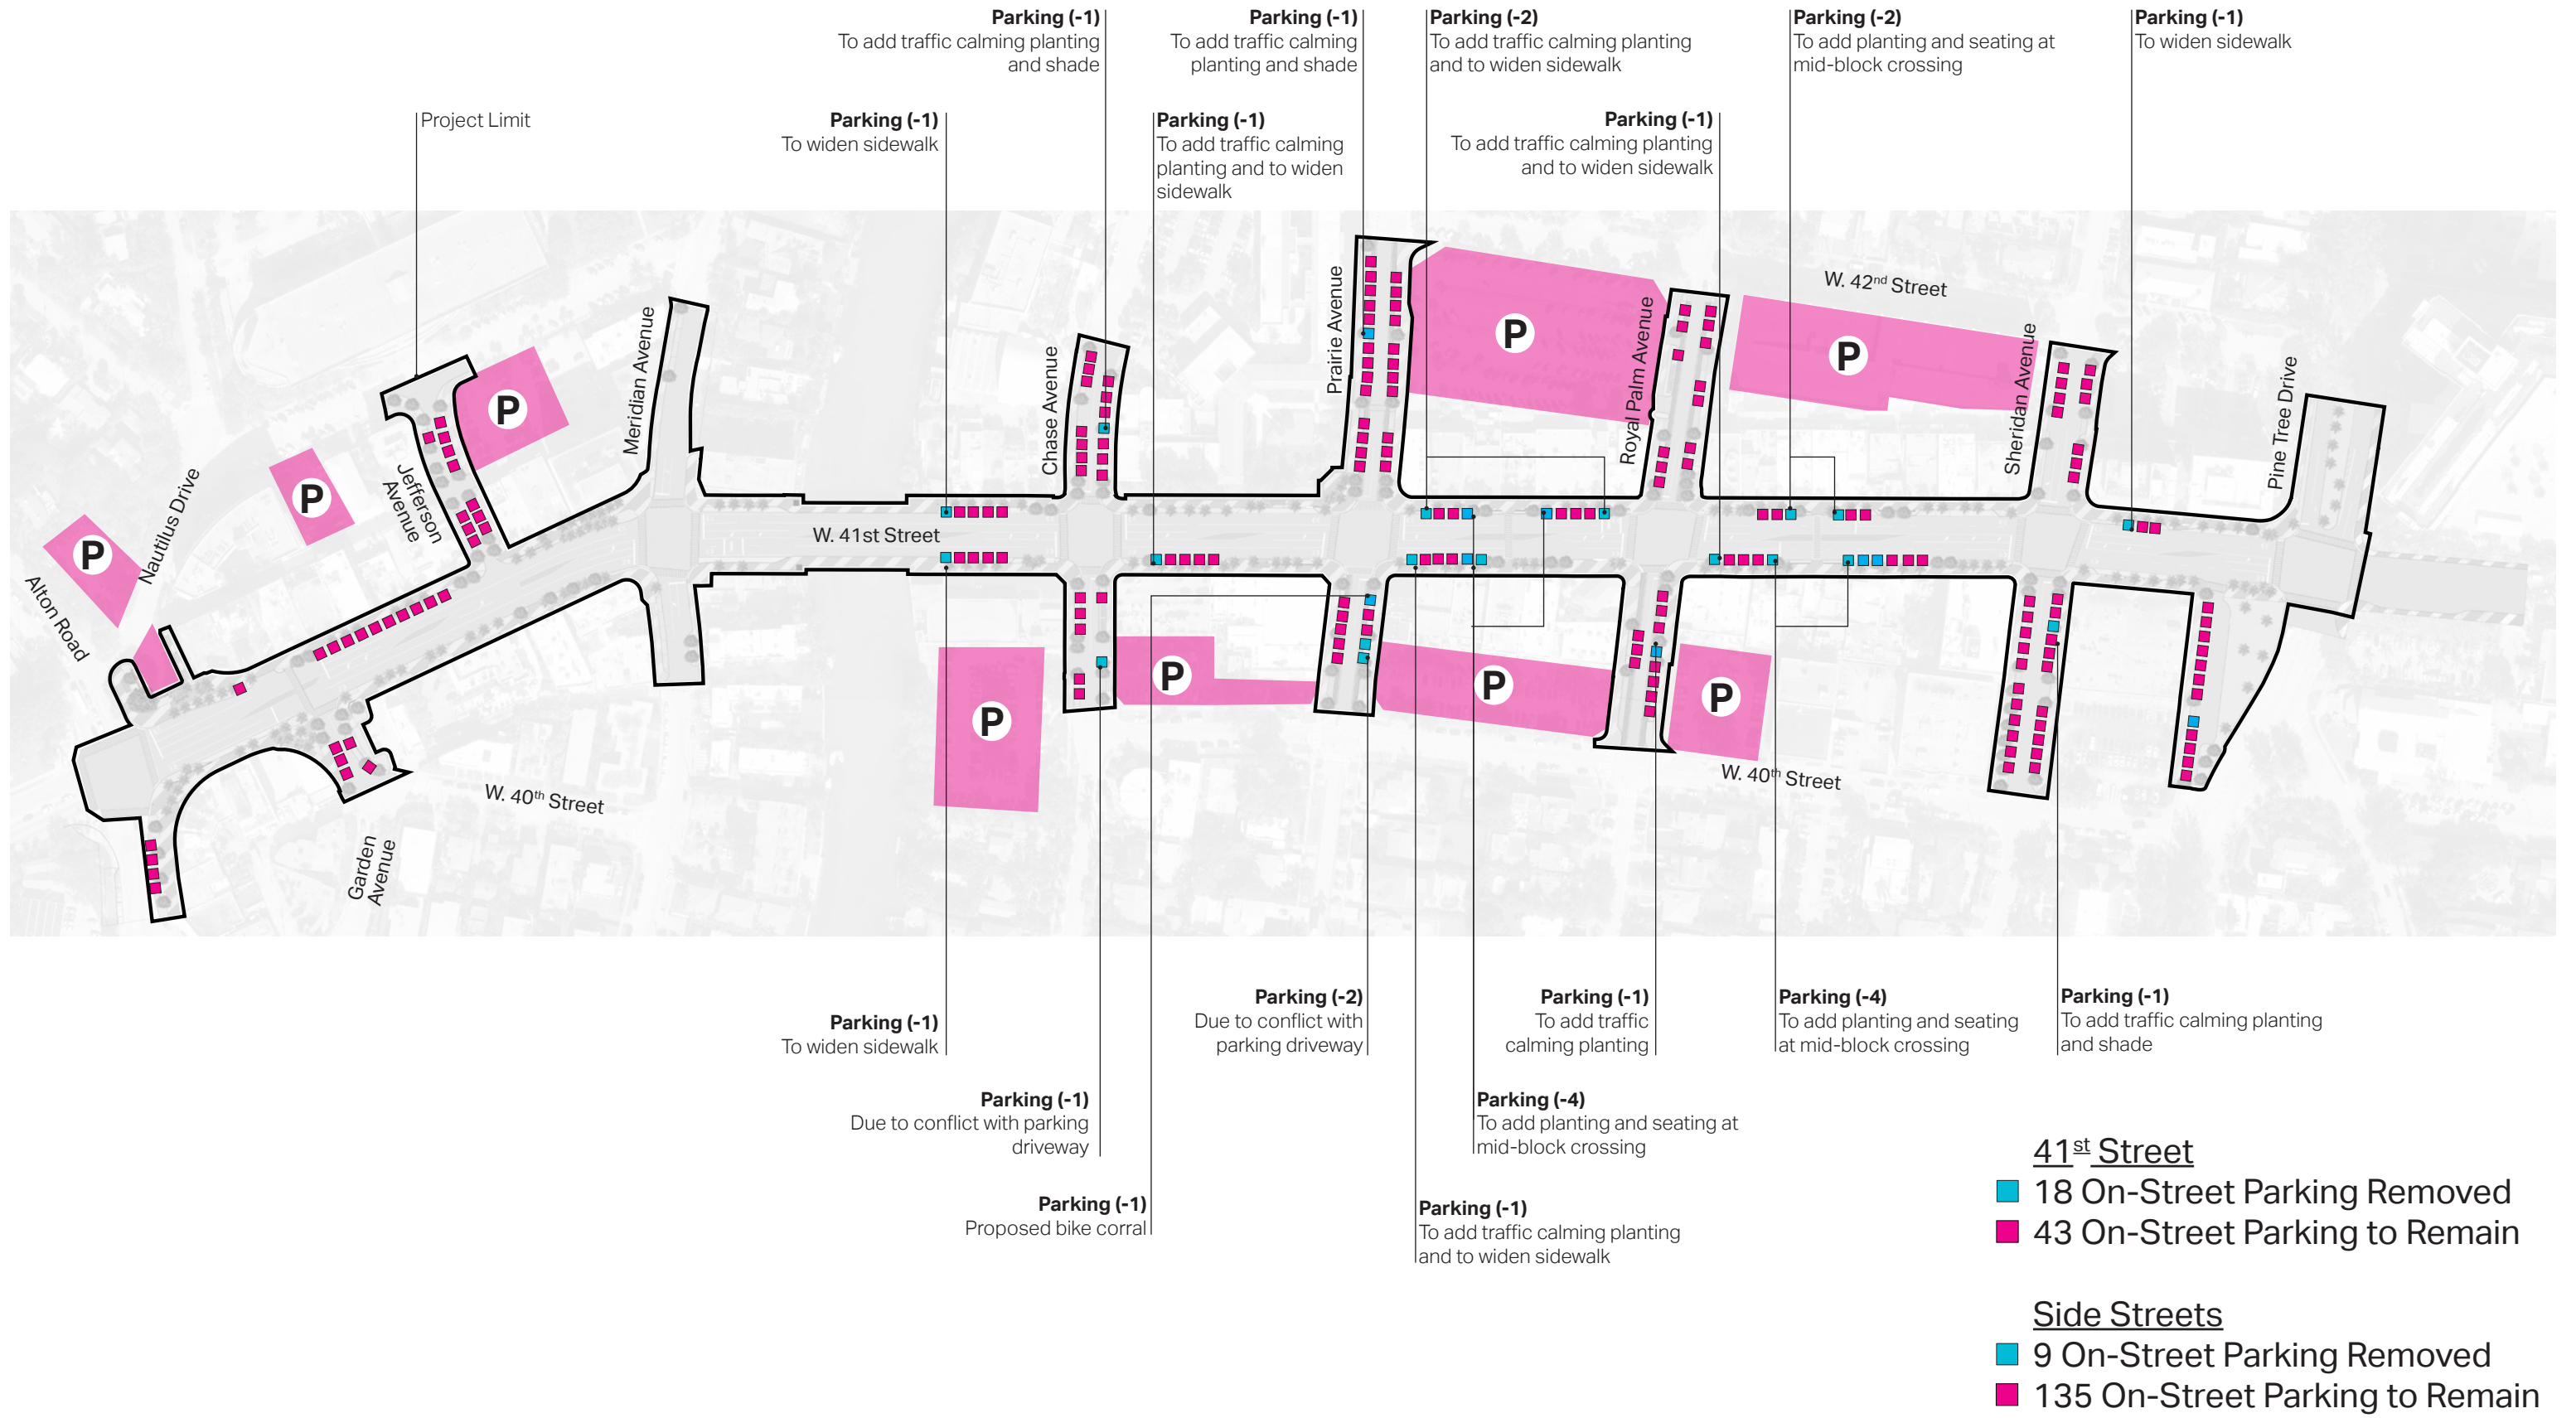 Parking (-1)
To add traffic calming planting
and shade
Parking (-1)
To add traffic calming
planting and shade
Parking (-2)
To add traffic calming planting
and to widen sidewalk
Parking (-2)
To add planting and seating at
mid-block crossing
Parking (-1)
To widen sidewalk
Project Limit
Parking (-1)
To widen sidewalk
Parking (-1)
To add traffic calming
planting and to widen
sidewalk
Parking (-1)
To add traffic calming planting
and to widen sidewalk
Alton Road
P
Nautilus Drive
P
Jefferson
Avenue
P
Meridian Avenue
W. 41st Street
Chase Avenue
Prairie Avenue
P
Royal Palm Avenue
W. 42nd Street
P
Sheridan Avenue
Pine Tree Drive
P
P
P
P
W. 40th Street
W. 40th Street
Garden
Avenue
Parking (-1)
To widen sidewalk
Parking (-2)
Due to conflict with
parking driveway
Parking (-1)
To add traffic
calming planting
Parking (-4)
To add planting and seating
at mid-block crossing
Parking (-1)
To add traffic calming planting
and shade
Parking (-1)
Due to conflict with parking
driveway
Parking (-4)
To add planting and seating at
mid-block crossing
Parking (-1)
Proposed bike corral
Parking (-1)
To add traffic calming planting
and to widen sidewalk
41st Street
18 On-Street Parking Removed
43 On-Street Parking to Remain
Side Streets
9 On-Street Parking Removed
135 On-Street Parking to Remain